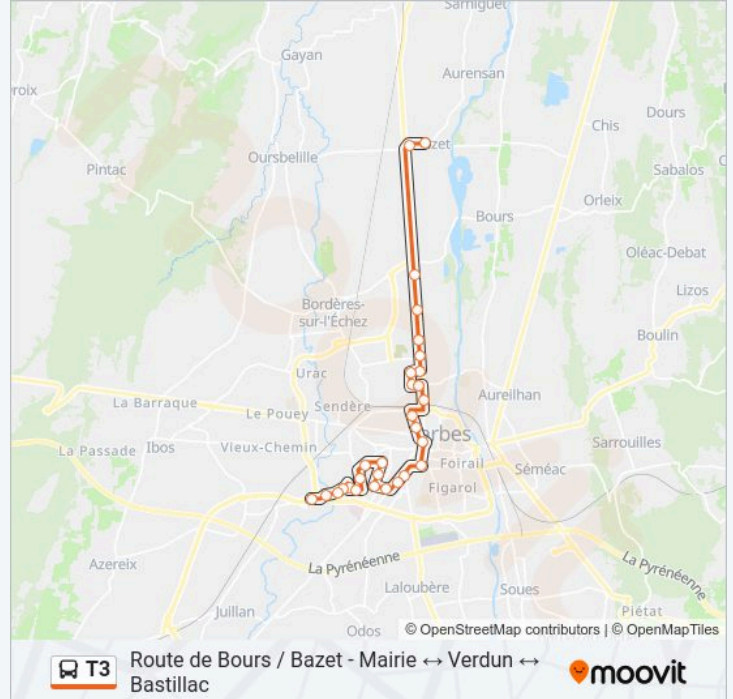 Samiguet
Gayan
Aurensan
roix
Dours
Chis
Bazet
Oursbelille
Pintac
Sabalos
Orleix
Bours
Oléac-Debat
Lizos
Bordères-
sur-l'Échez
Boulin
Urac
La Barraque
Le Pouey
Sendère
Aureilhan
La Passade
Ibos
Vieux-Chemin
Sarrouilles
Foirail
Séméac
Figarol
Azereix
La Pyrénéenne
La Pyrénéenne
Laloubère
Soues
Juillan
Piétat
Odos
© OpenStreetMap contributors | © OpenMapTiles
T3
Route de Bours / Bazet - Mairie ↔ Verdun ↔
Bastillac
moovit